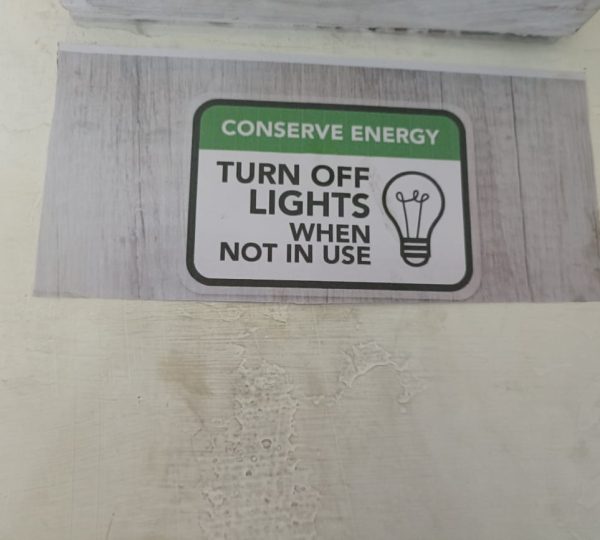 CONSERVE ENERGY
TURN OFF
LIGHTS
WHEN
NOT IN USE